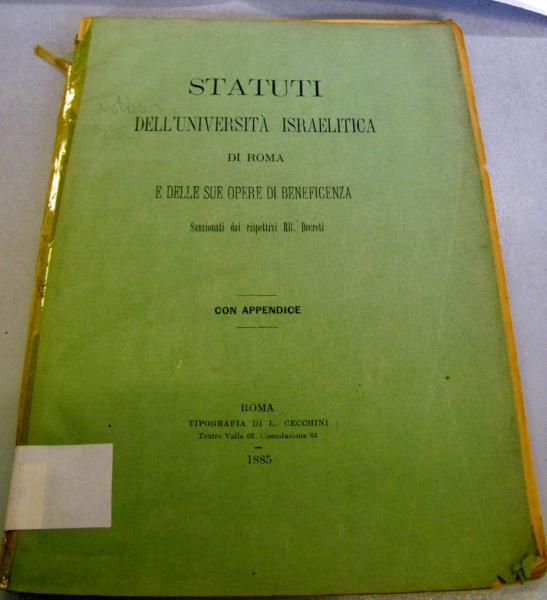 STATUTI
DELL'UNIVERSITÀ ISRAELITICA
DI ROMA
E DELLE SUE OPERE DI BENEFICENZA
Sanzionati dai rispettivi RR. Decreti
CON APPENDICE
ROMA
TIPOGRAFIA DI L. CECCHINI
Teatro Valle 63, Consolazione 64
1885